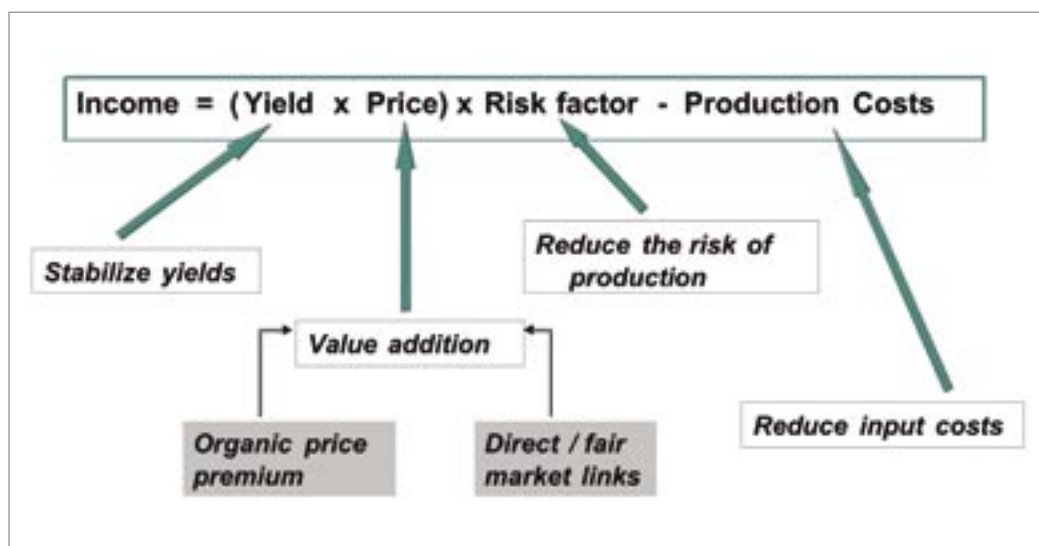 Income = (Yield x Price) x Risk factor - Production Costs
Stabilize yields
Reduce the risk of
production
Value addition
Reduce input costs
Organic price
premium
Direct / fair
market links